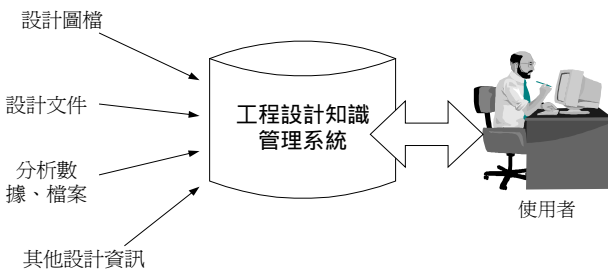 設計圖檔
設計文件
分析數
據、檔案
其他設計資訊
工程設計知識
管理系統
使用者